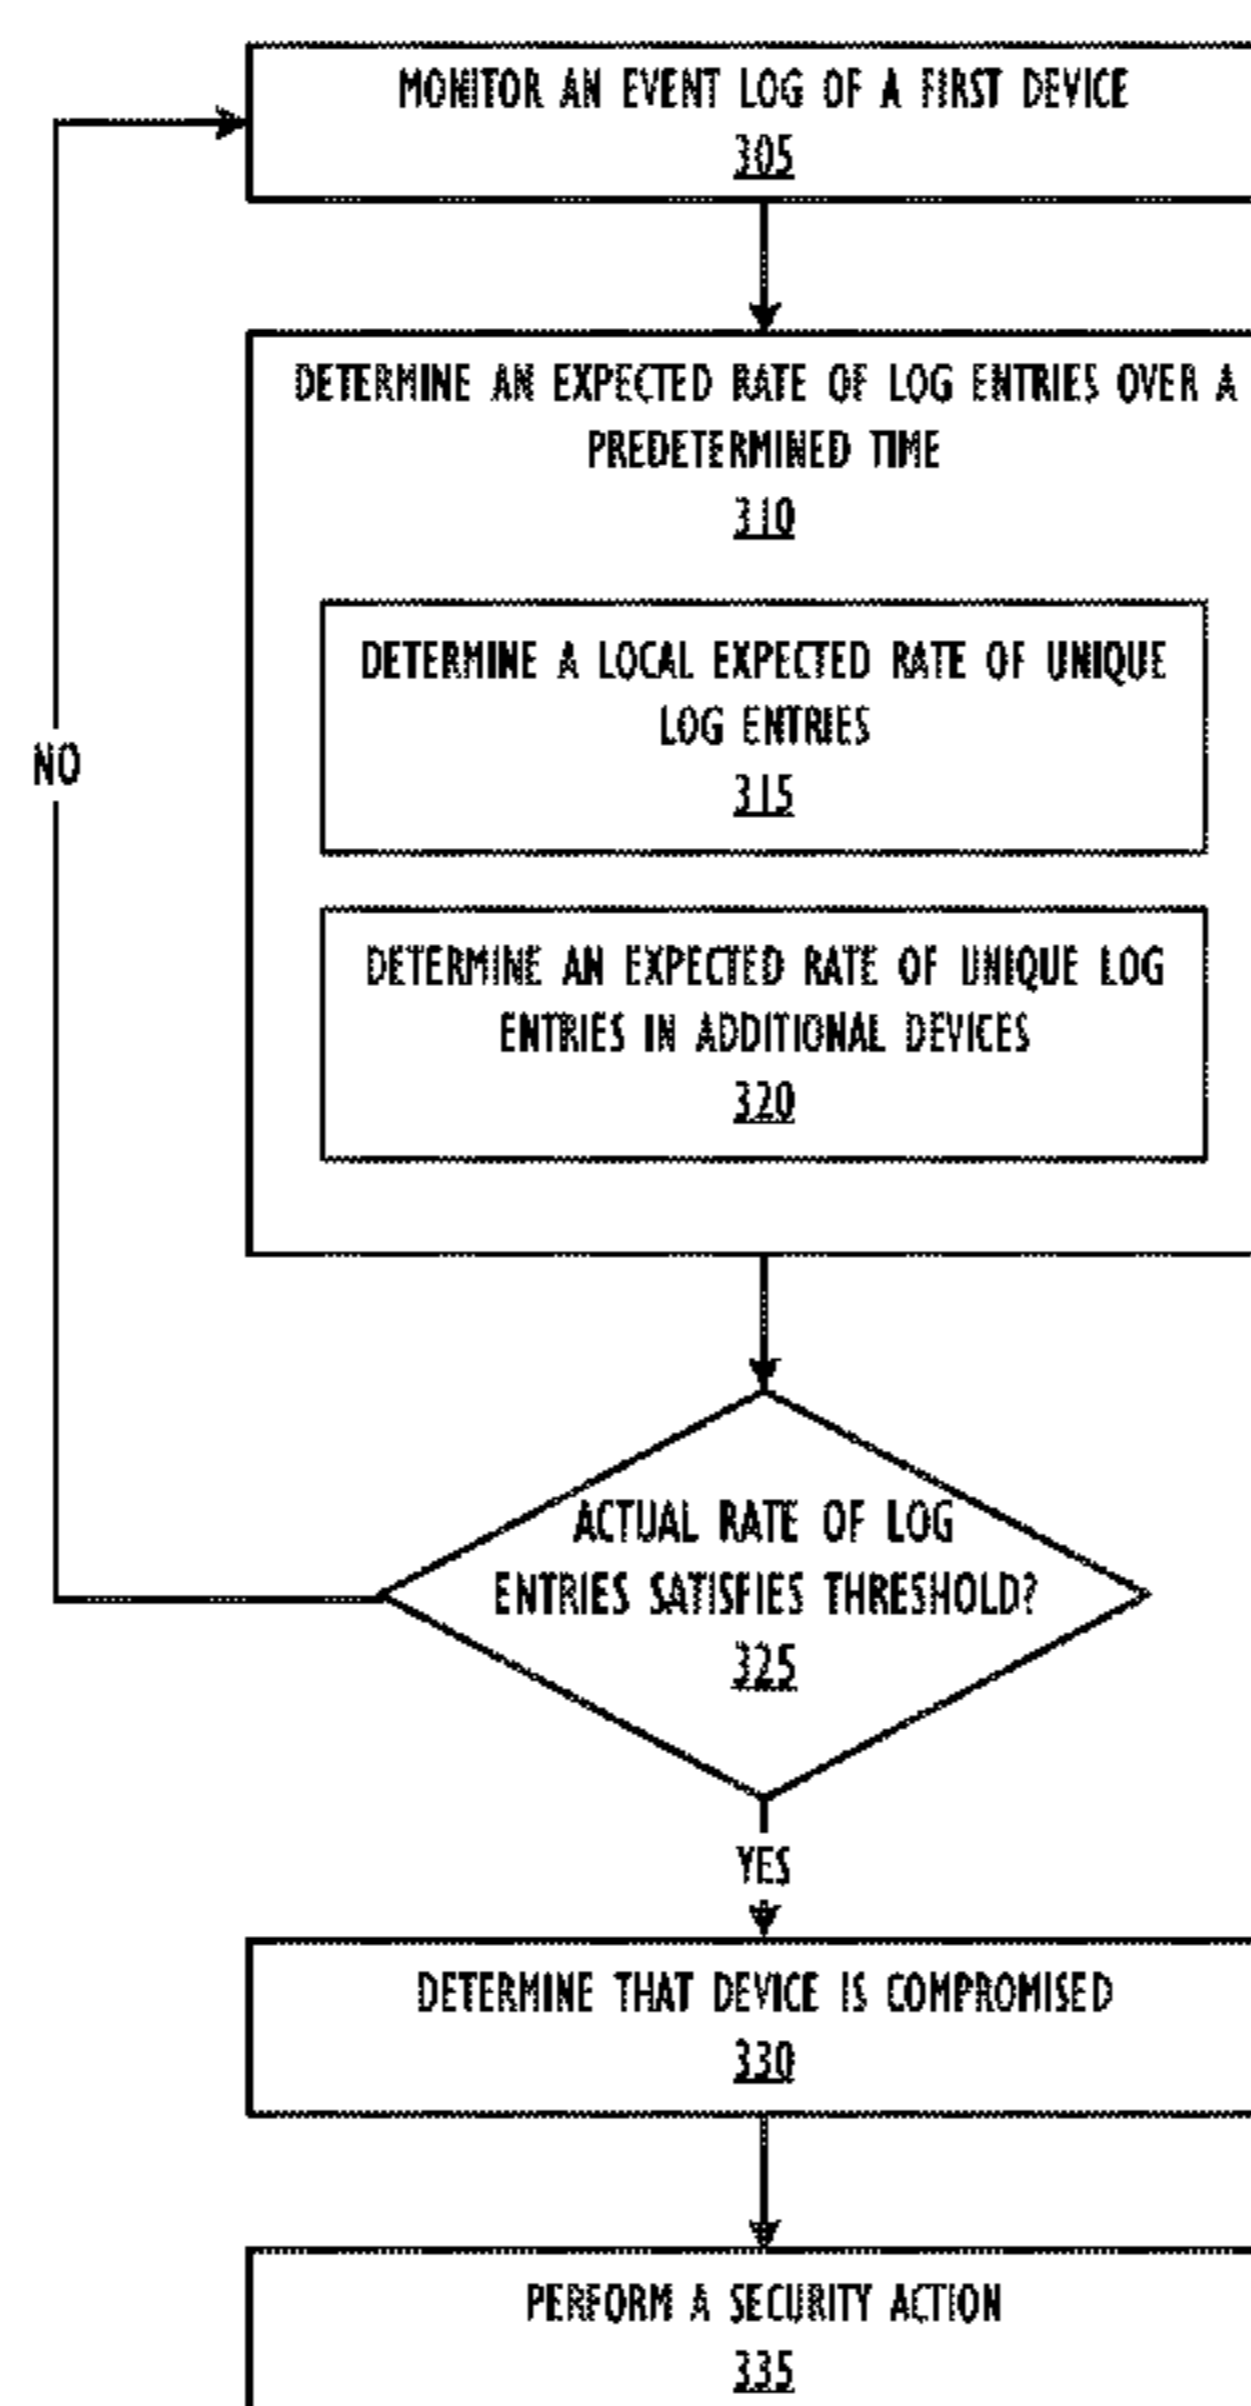 MONITOR AN EVENT LOG OF A FIRST DEVICE
305
DETERMINE AN EXPECTED RATE OF LOG ENTRIES OVER A
PREDETERMINED TIME
310
DETERMINE A LOCAL EXPECTED RATE OF UNIQUE
LOG ENTRIES
315
NO
DETERMINE AN EXPECTED RATE OF UNIQUE LOG
ENTRIES IN ADDITIONAL DEVICES
320
ACTUAL RATE OF LOG
ENTRIES SATISFIES THRESHOLD?
325
YES
DETERMINE THAT DEVICE IS COMPROMISED
330
PERFORM A SECURITY ACTION
335